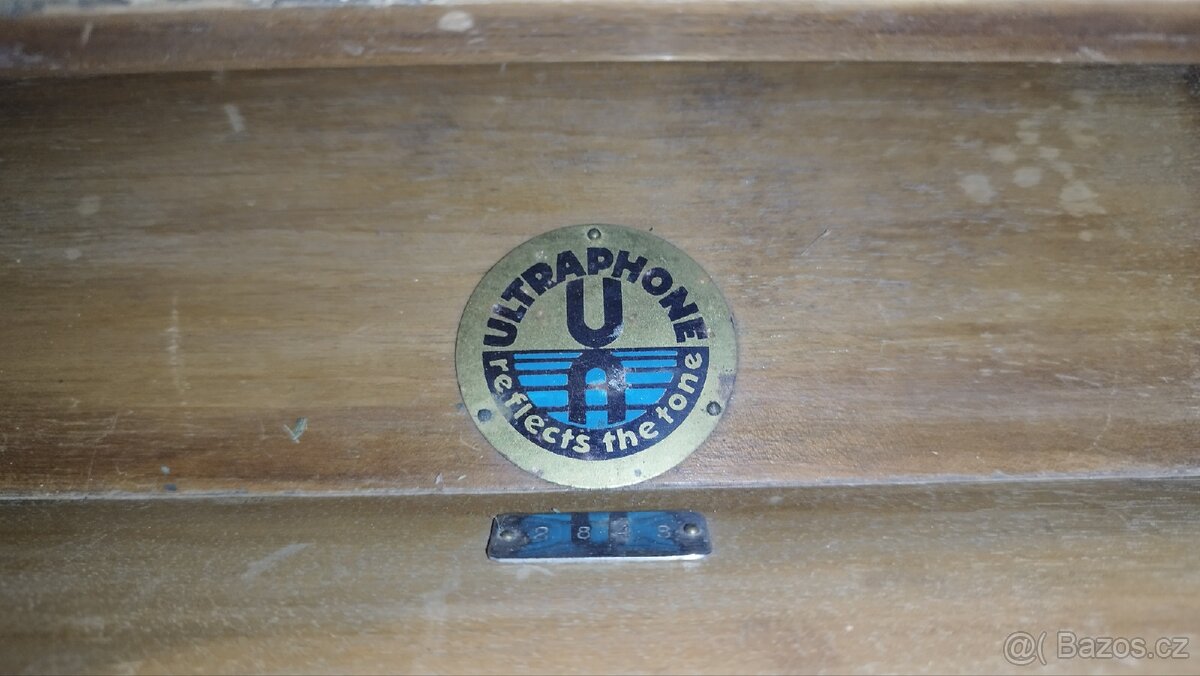 ULTRAPHONE
U
reflects the tone
@( Bazos.cz